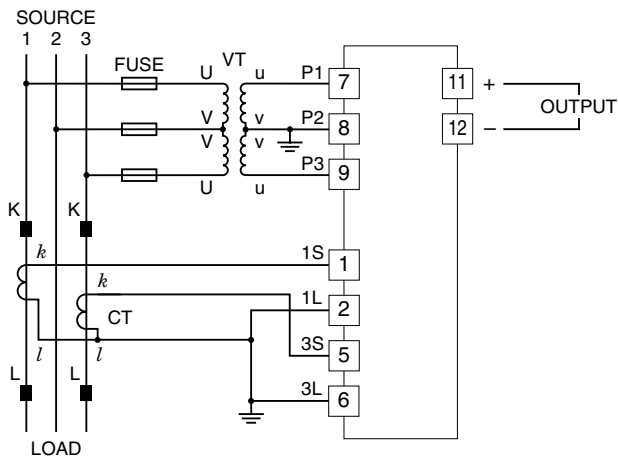 SOURCE
1 2 3
FUSE
VT
U u P1 7
11 +
OUTPUT
V v P2 8
12 −
V v
U u P3 9
K K
k 1S 1
k
1L 2
CT
l l 3S 5
L L 3L 6
LOAD